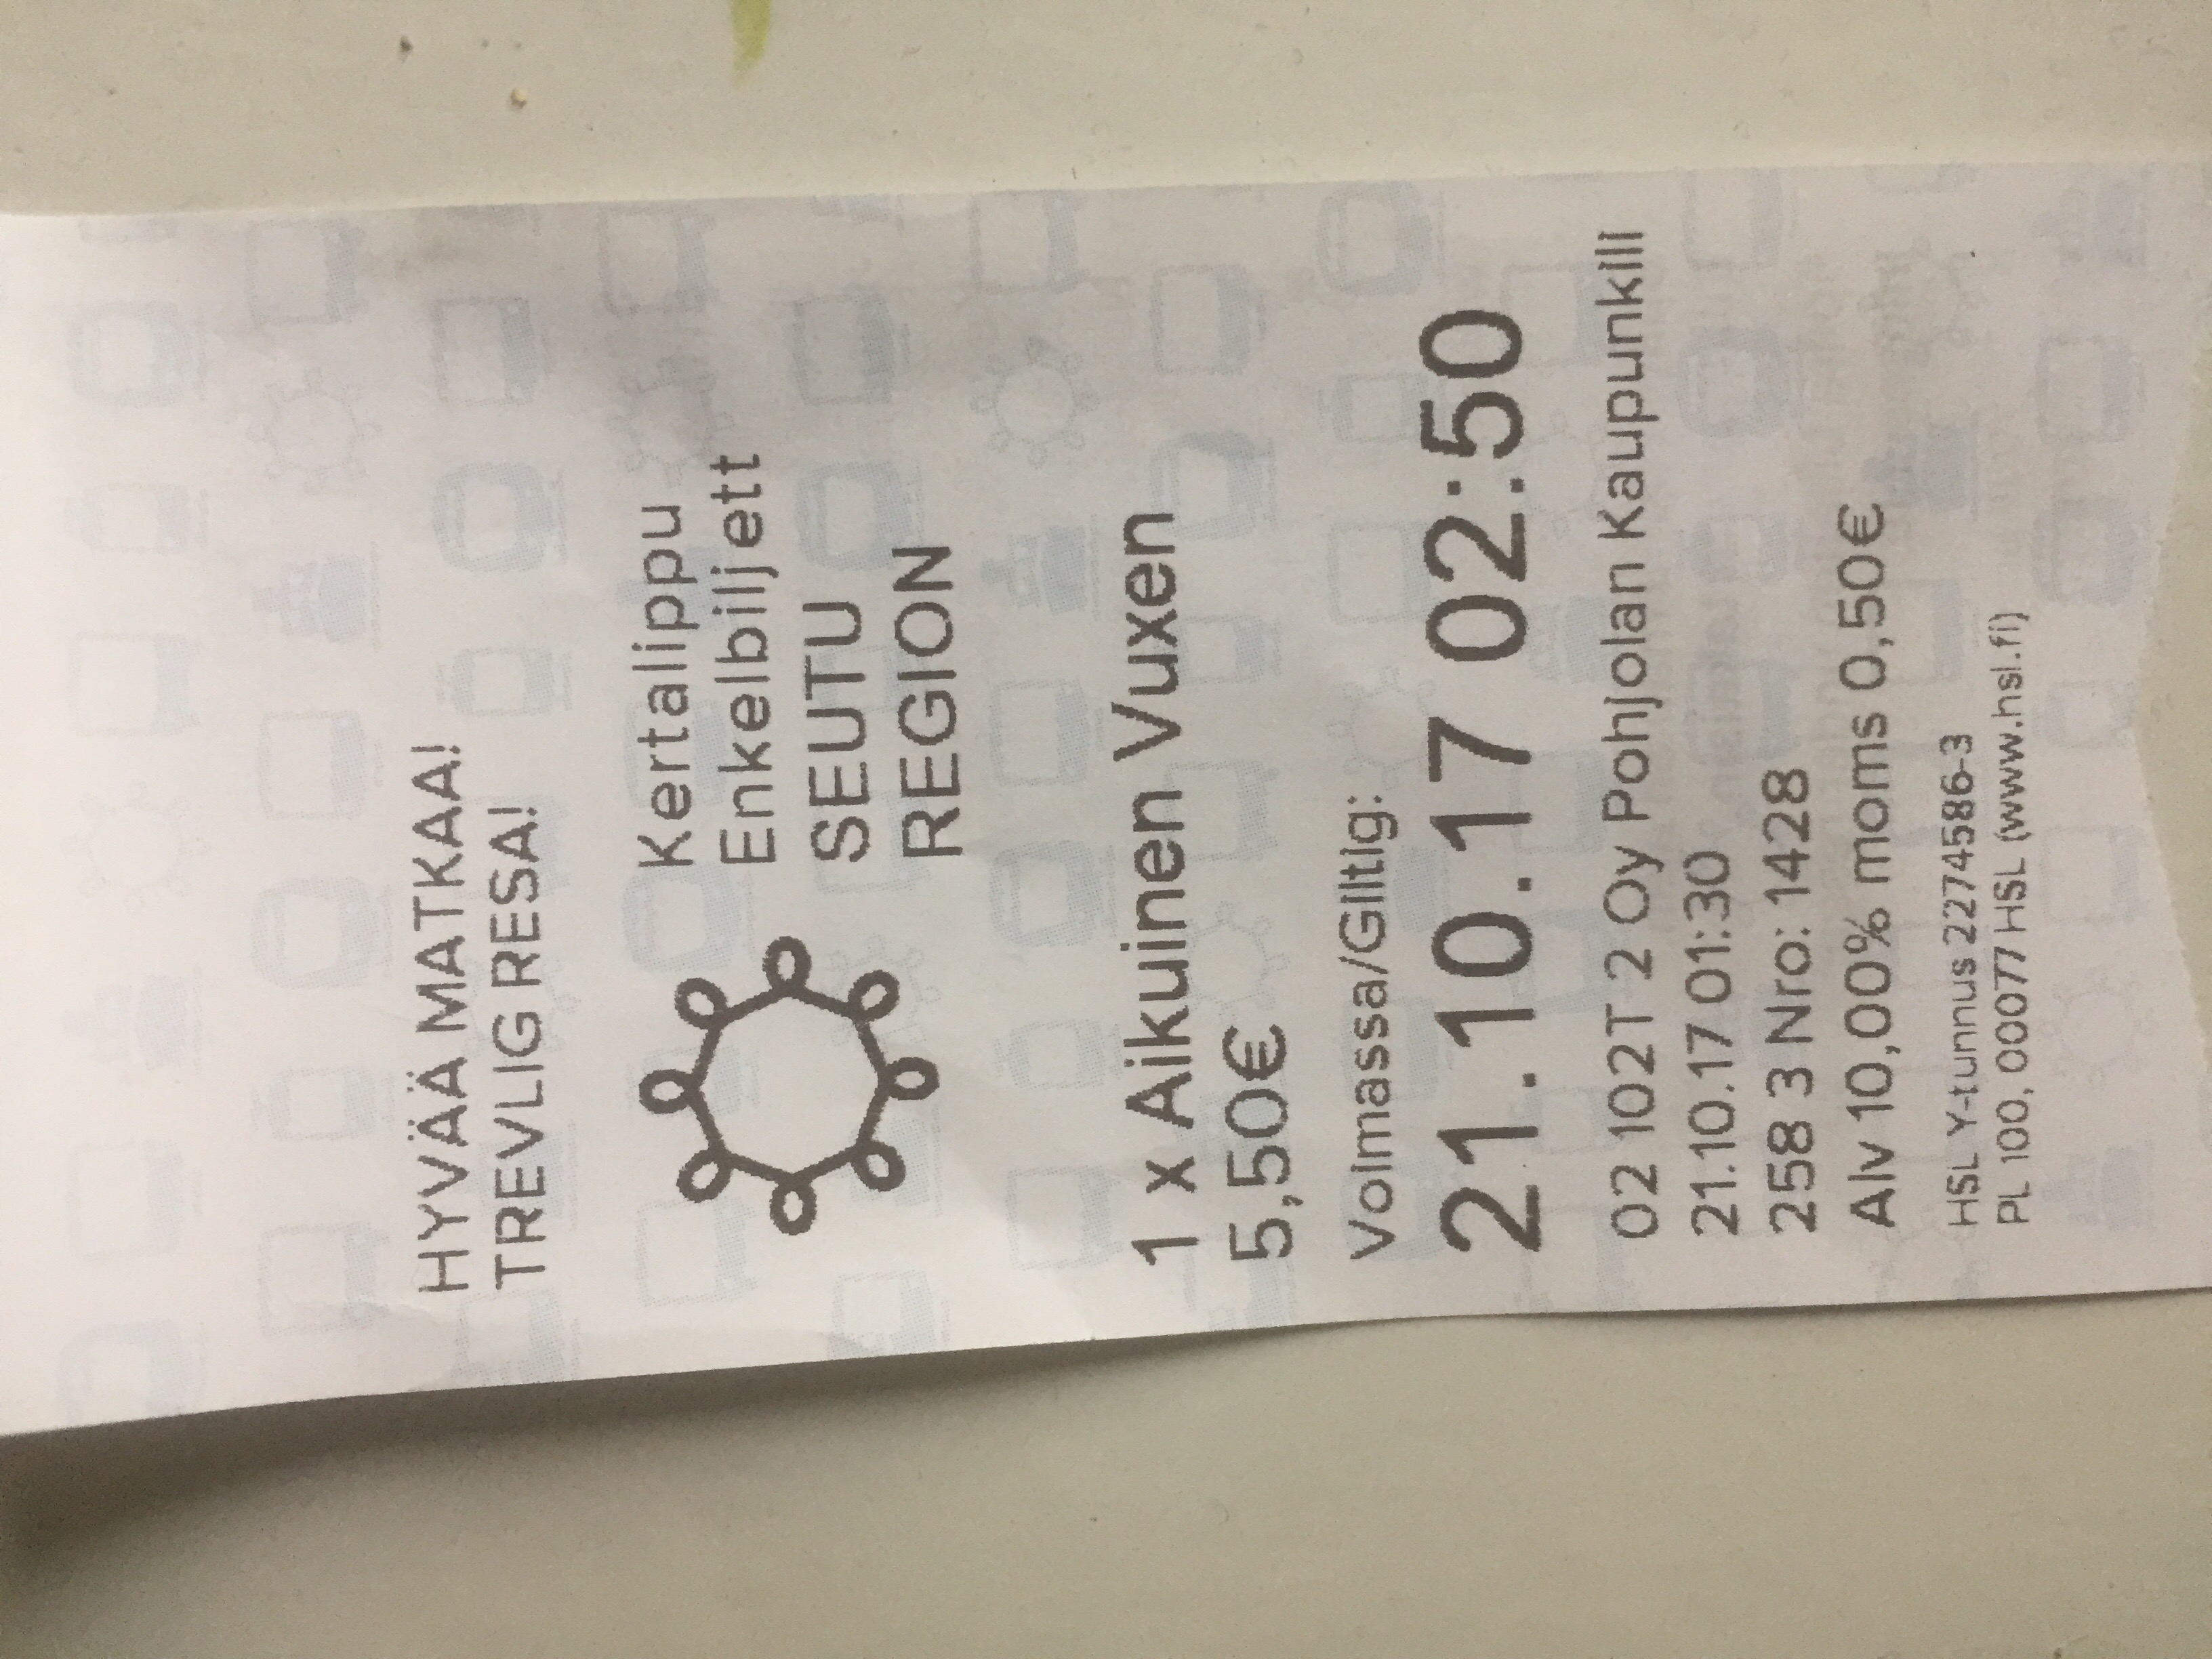 HYVÄÄ MATKAA!
TREVLIG RESA!
Kertalippu
Enkelbiljett
SEUTU
REGION
1 x Aikuinen Vuxen
5,50€
Voimassa/Giltig:
21.10.17 02:50
02 102T 2 Oy Pohjolan Kaupunkili
21.10.17 01:30
258 3 Nro: 1428
Alv 10,00% moms 0,50€
HSL Y-tunnus 2274586-3
PL 100, 00077 HSL (www.hsl.fi)